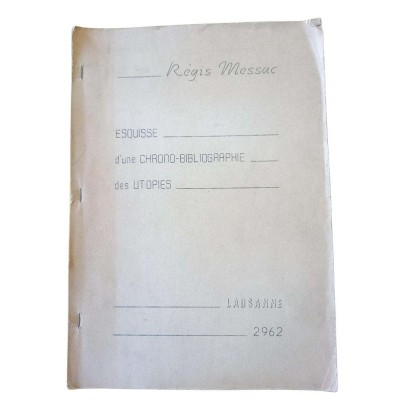 Régis Messac
ESQUISSE
d'une CHRONO-BIBLIOGRAPHIE
des UTOPIES
LAUSANNE
2962